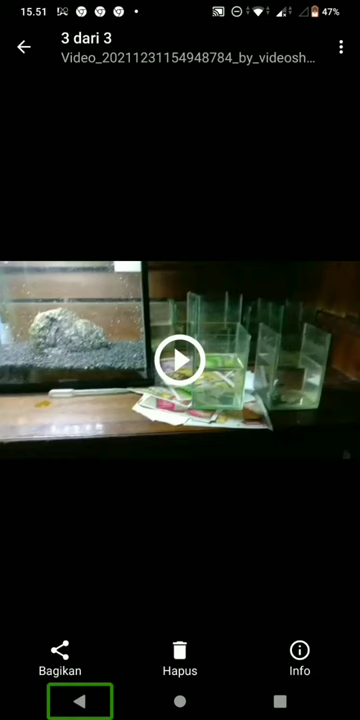 15.51
47%
3 dari 3
Video_20211231154948784_by_videosh...
Bagikan
Hapus
Info